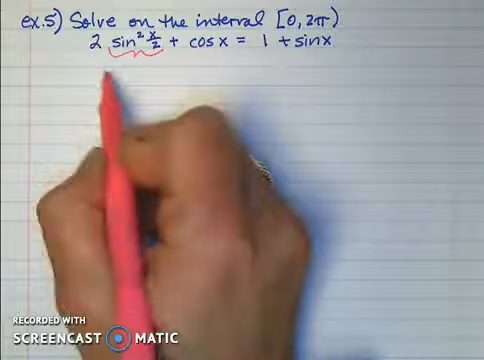 ex.5) Solve on the interval [0, 2π)
2 sin² x/2 + cos x = 1 + sin x
RECORDED WITH
SCREENCAST MATIC